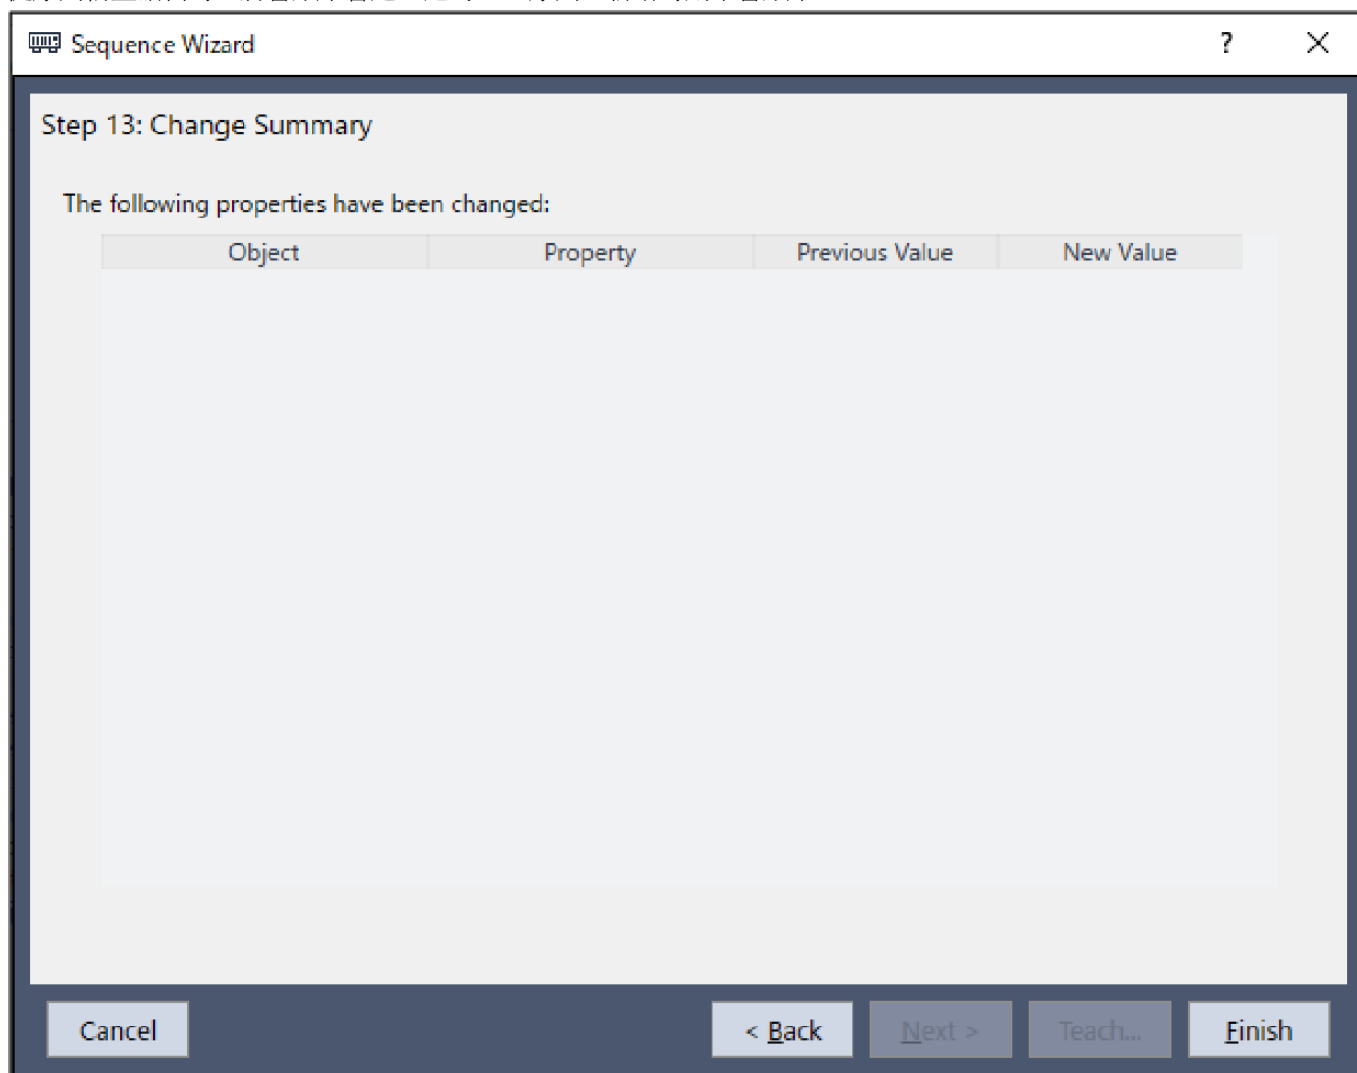 Sequence Wizard
?
Step 13: Change Summary
The following properties have been changed:
Object Property Previous Value New Value
Cancel < Back Next > Teach... Finish